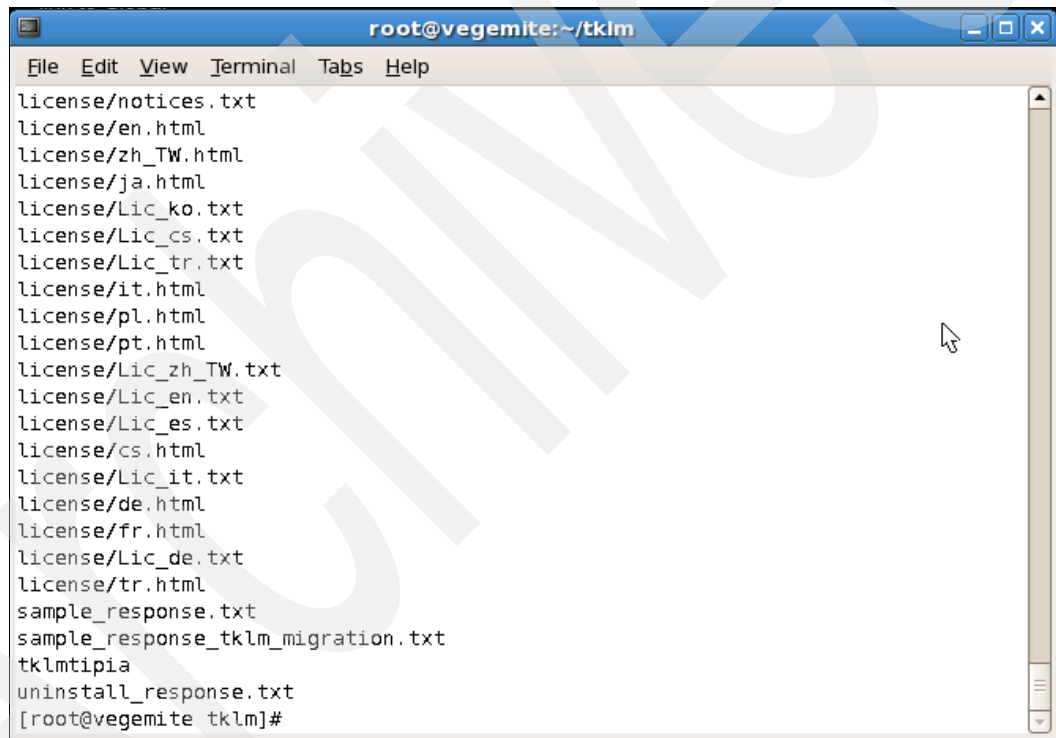 root@vegemite:~/tklm
File Edit View Terminal Tabs Help
license/notices.txt
license/en.html
license/zh_TW.html
license/ja.html
license/Lic_ko.txt
license/Lic_cs.txt
license/Lic_tr.txt
license/it.html
license/pl.html
license/pt.html
license/Lic_zh_TW.txt
license/Lic_en.txt
license/Lic_es.txt
license/cs.html
license/Lic_it.txt
license/de.html
license/fr.html
license/Lic_de.txt
license/tr.html
sample_response.txt
sample_response_tklm_migration.txt
tklmtipia
uninstall_response.txt
[root@vegemite tklm]#